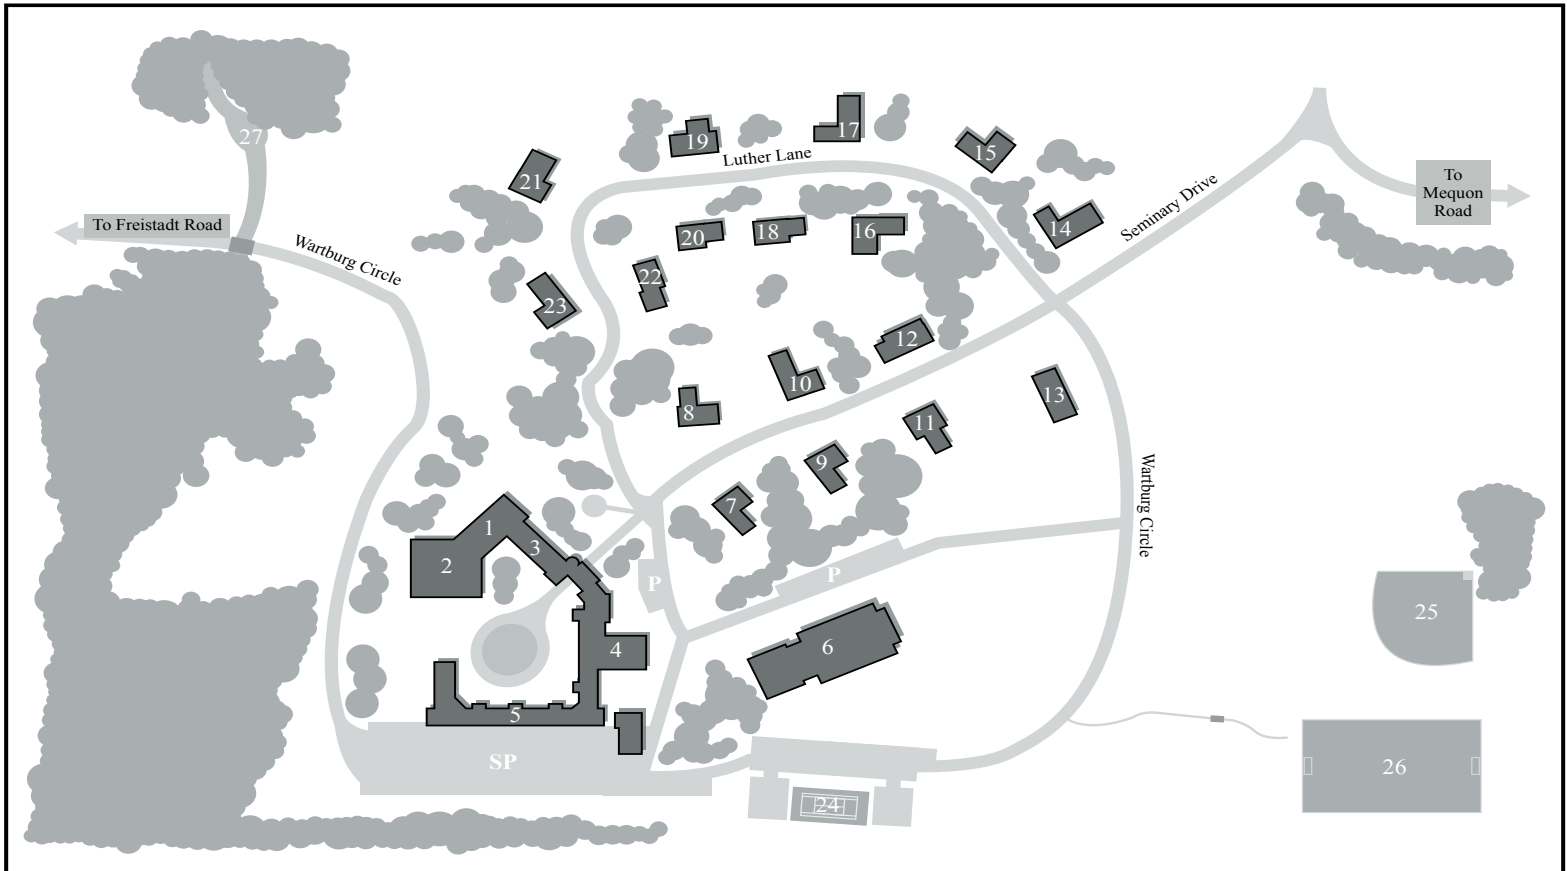 27
19
17
Luther Lane
15
21
To
Mequon
Road
Seminary Drive
To Freistadt Road
Wartburg Circle
20
18
16
14
22
23
12
10
13
8
11
9
7
1
3
2
Wartburg Circle
P
P
25
4
6
5
SP
26
24